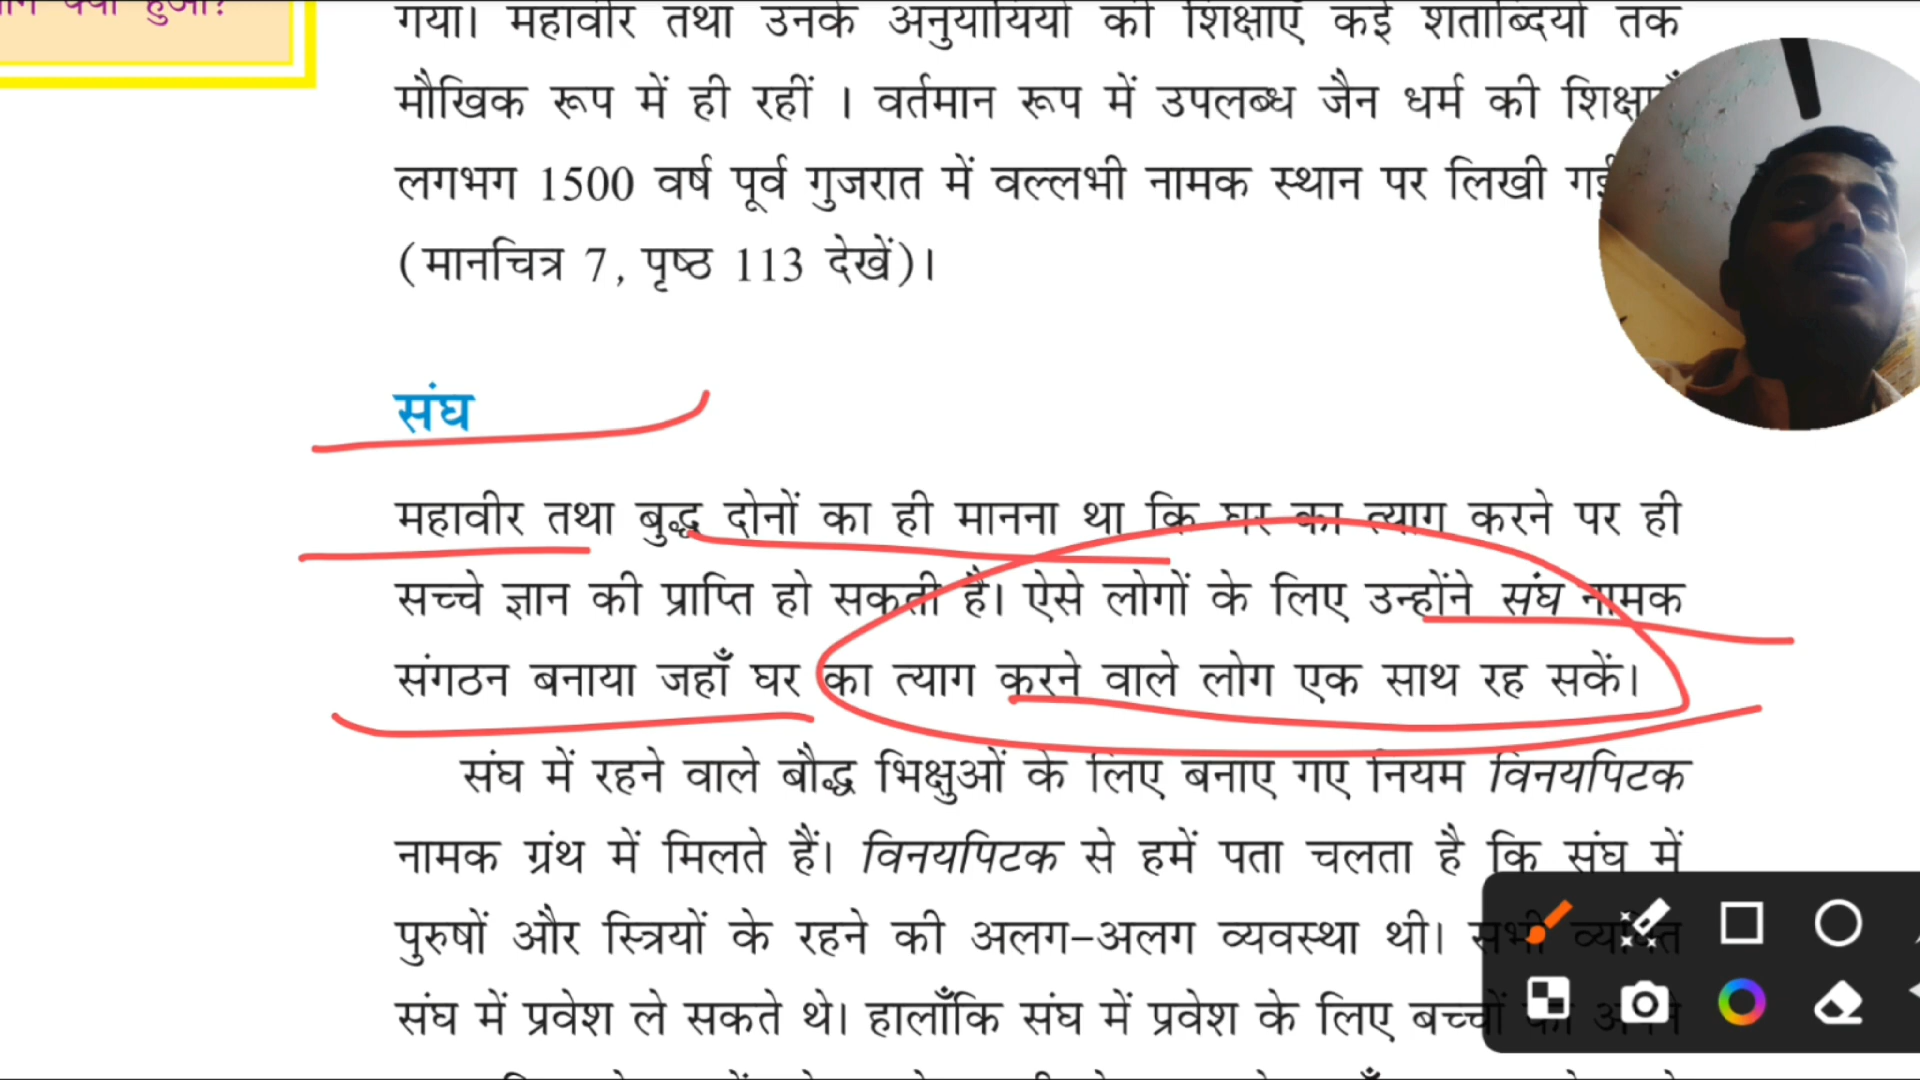 क्या हुआ?
गया। महावीर तथा उनके अनुयायियों की शिक्षाएँ कई शताब्दियों तक
मौखिक रूप में ही रहीं । वर्तमान रूप में उपलब्ध जैन धर्म की
लगभग 1500 वर्ष पूर्व गुजरात में वल्लभी नामक स्थान पर लिखी
(मानचित्र 7, पृष्ठ 113 देखें)।
संघ
महावीर तथा बुद्ध दोनों का ही मानना था कि घर का त्याग करने पर ही
सच्चे ज्ञान की प्राप्ति हो सकती है। ऐसे लोगों के लिए उन्होंने संघ नामक
संगठन बनाया जहाँ घर का त्याग करने वाले लोग एक साथ रह सकें।
संघ में रहने वाले बौद्ध भिक्षुओं के लिए बनाए गए नियम विनयपिटक
नामक ग्रंथ में मिलते हैं। विनयपिटक से हमें पता चलता है कि संघ में
पुरुषों और स्त्रियों के रहने की अलग-अलग व्यवस्था थी। सभी व्यक्ति
संघ में प्रवेश ले सकते थे। हालाँकि संघ में प्रवेश के लिए बच्चों को अपने